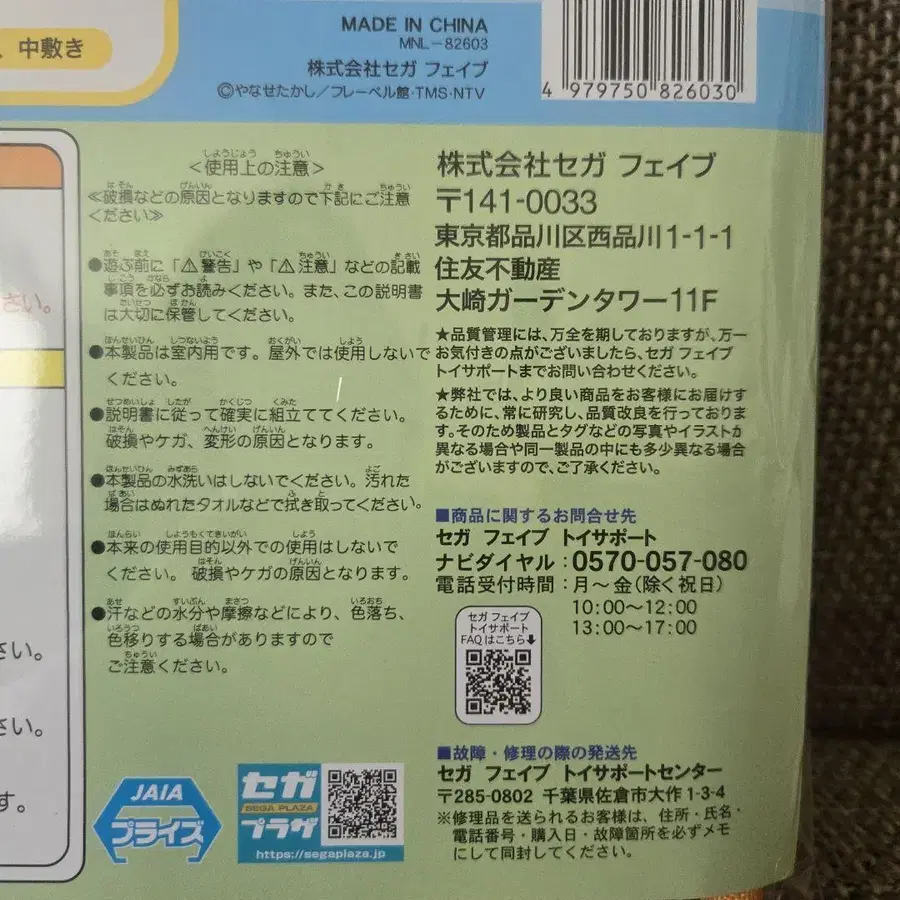 、中敷き
MADE IN CHINA
MNL-82603
株式会社セガ フェイブ
©やなせたかし/フレーベル館・TMS・NTV
4 979750 826030
さい。
さい。
さい。
す。
<使用上の注意>
≪破損などの原因となりますので下記にご注意
ください≫
●遊ぶ前に「⚠警告」や「⚠注意」などの記載
事項を必ずお読みください。また、この説明書
は大切に保管してください。
●本製品は室内用です。屋外では使用しないで
ください。
●説明書に従って確実に組立ててください。
破損やケガ、変形の原因となります。
●本製品の水洗いはしないでください。汚れた
場合はぬれたタオルなどで拭き取ってください。
●本来の使用目的以外での使用はしないで
ください。破損やケガの原因となります。
●汗などの水分や摩擦などにより、色落ち、
色移りする場合がありますので
ご注意ください。
JAIA
プライズ
セガ
SEGA PLAZA
プラザ
https://segaplaza.jp
株式会社セガ フェイブ
〒141-0033
東京都品川区西品川1-1-1
住友不動産
大崎ガーデンタワー11F
★品質管理には、万全を期しておりますが、万一
お気付きの点がございましたら、セガ フェイブ
トイサポートまでお問い合わせください。
★弊社では、より良い商品をお客様にお届けす
るために、常に研究し、品質改良を行っておりま
す。そのため製品とタグなどの写真やイラストが
異なる場合や同一製品の中にも多少異なる場合
がございますので、ご了承ください。
■商品に関するお問合せ先
セガ フェイブ トイサポート
ナビダイヤル:0570-057-080
電話受付時間:月〜金(除く祝日)
10:00〜12:00
13:00〜17:00
セガ フェイブ
トイサポート
FAQはこちら⬇
■故障・修理の際の発送先
セガ フェイブ トイサポートセンター
〒285-0802 千葉県佐倉市大作1-3-4
※修理品を送られるお客様は、住所・氏名・
電話番号・購入日・故障箇所を必ずメモ
にして同封してください。